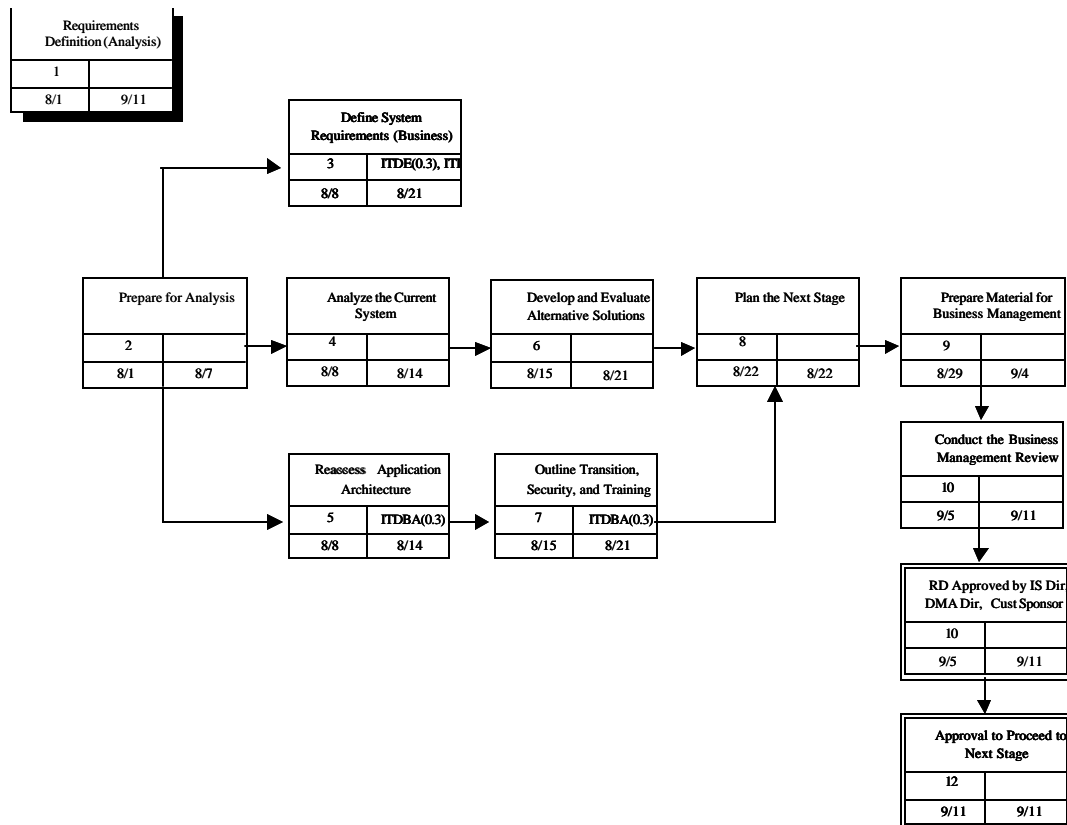 Requirements
Definition (Analysis)
1
8/1 9/11
Define System
Requirements (Business)
3 ITDE(0.3), ITI
8/8 8/21
Prepare for Analysis
2
8/1 8/7
Analyze the Current
System
4
8/8 8/14
Develop and Evaluate
Alternative Solutions
6
8/15 8/21
Plan the Next Stage
8
8/22 8/22
Prepare Material for
Business Management
9
8/29 9/4
Reassess Application
Architecture
5 ITDBA(0.3)
8/8 8/14
Outline Transition,
Security, and Training
7 ITDBA(0.3)
8/15 8/21
Conduct the Business
Management Review
10
9/5 9/11
RD Approved by IS Dir,
DMA Dir, Cust Sponsor
10
9/5 9/11
Approval to Proceed to
Next Stage
12
9/11 9/11